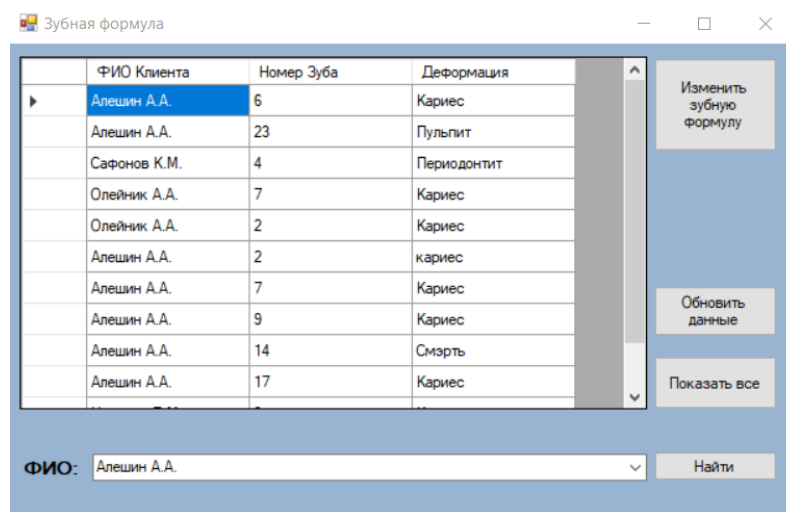 Зубная формула
ФИО Клиента Номер Зуба Деформация
Алешин А.А. 6 Кариес
Алешин А.А. 23 Пульпит
Сафонов К.М. 4 Периодонтит
Олейник А.А. 7 Кариес
Олейник А.А. 2 Кариес
Алешин А.А. 2 кариес
Алешин А.А. 7 Кариес
Алешин А.А. 9 Кариес
Алешин А.А. 14 Смэрть
Алешин А.А. 17 Кариес
Изменить
зубную
формулу
Обновить
данные
Показать все
ФИО: Алешин А.А. Найти